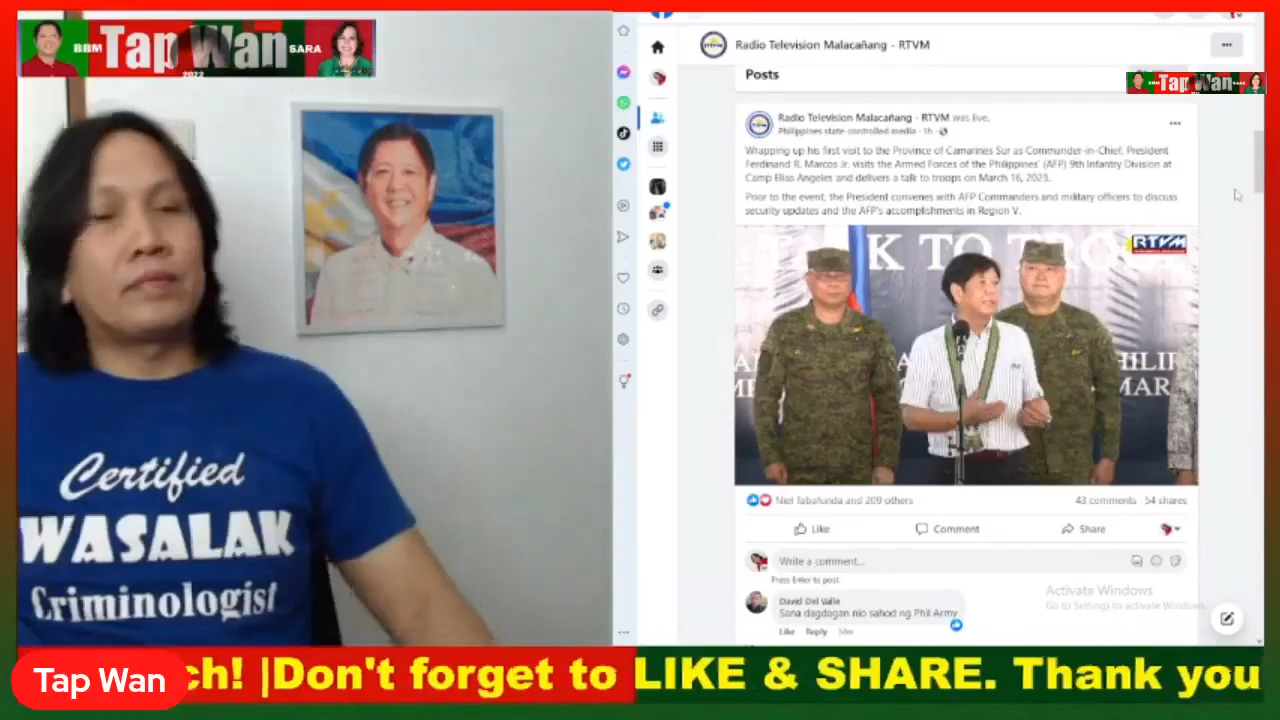 BBM Tap Wan SARA
2022
Certified
WASALAK
Criminologist
Radio Television Malacañang - RTVM
Posts
BBM Tap Wan SARA
Radio Television Malacañang - RTVM was live.
Philippines state-controlled media · 1h
Wrapping up his first visit to the Province of Camarines Sur as Commander-in-Chief, President
Ferdinand R. Marcos Jr. visits the Armed Forces of the Philippines' (AFP) 9th Infantry Division at
Camp Elias Angeles and delivers a talk to troops on March 16, 2023.
Prior to the event, the President convenes with AFP Commanders and military officers to discuss
security updates and the AFP's accomplishments in Region V.
K TO TRO
RTVM
HILIP
MAR
Niel Tabafunda and 209 others
43 comments 54 shares
Like Comment Share
Write a comment...
Press Enter to post.
David Del Valle
Sana dagdagan nio sahod ng Phil Army
Like Reply 54m
Activate Windows
Go to Settings to activate Windows.
Tap Wan
ch! |Don't forget to LIKE & SHARE. Thank you